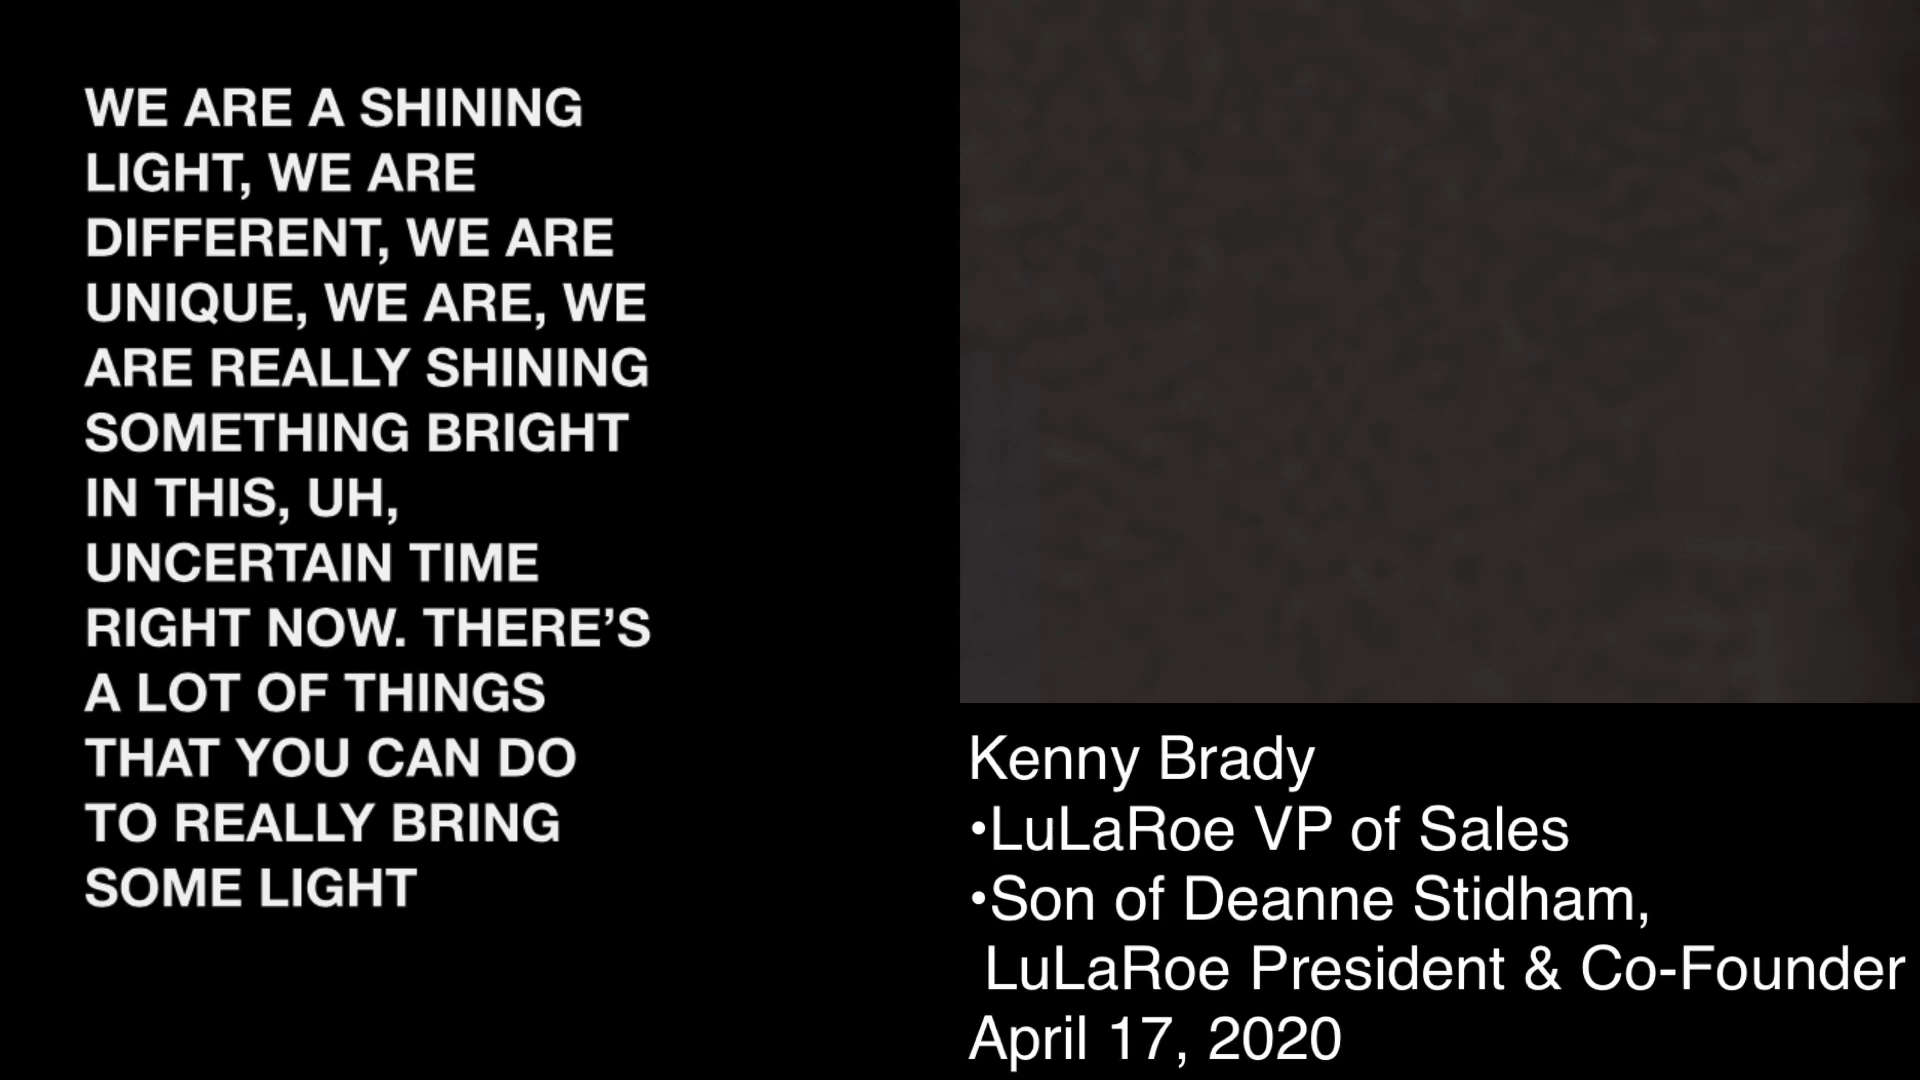 WE ARE A SHINING
LIGHT, WE ARE
DIFFERENT, WE ARE
UNIQUE, WE ARE, WE
ARE REALLY SHINING
SOMETHING BRIGHT
IN THIS, UH,
UNCERTAIN TIME
RIGHT NOW. THERE’S
A LOT OF THINGS
THAT YOU CAN DO
TO REALLY BRING
SOME LIGHT
Kenny Brady
•LuLaRoe VP of Sales
•Son of Deanne Stidham,
LuLaRoe President & Co-Founder
April 17, 2020